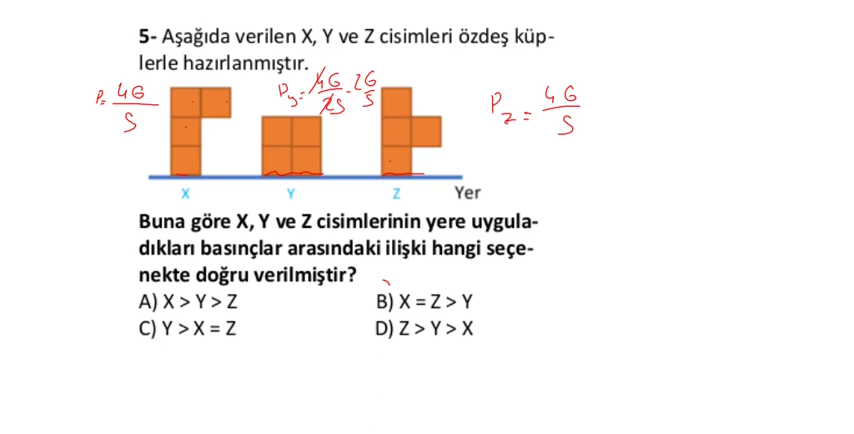 5- Aşağıda verilen X, Y ve Z cisimleri özdeş küp-
lerle hazırlanmıştır.
P= 4G/S
Py= 4G/2S = 2G/S
Pz= 4G/S
X Y Z Yer
Buna göre X, Y ve Z cisimlerinin yere uygula-
dıkları basınçlar arasındaki ilişki hangi seçe-
nekte doğru verilmiştir?
A) X > Y > Z B) X = Z > Y
C) Y > X = Z D) Z > Y > X